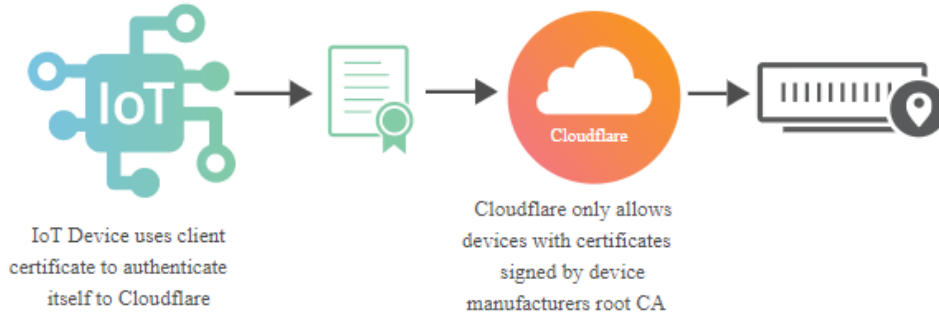 IoT
Cloudflare
IoT Device uses client
certificate to authenticate
itself to Cloudflare
Cloudflare only allows
devices with certificates
signed by device
manufacturers root CA